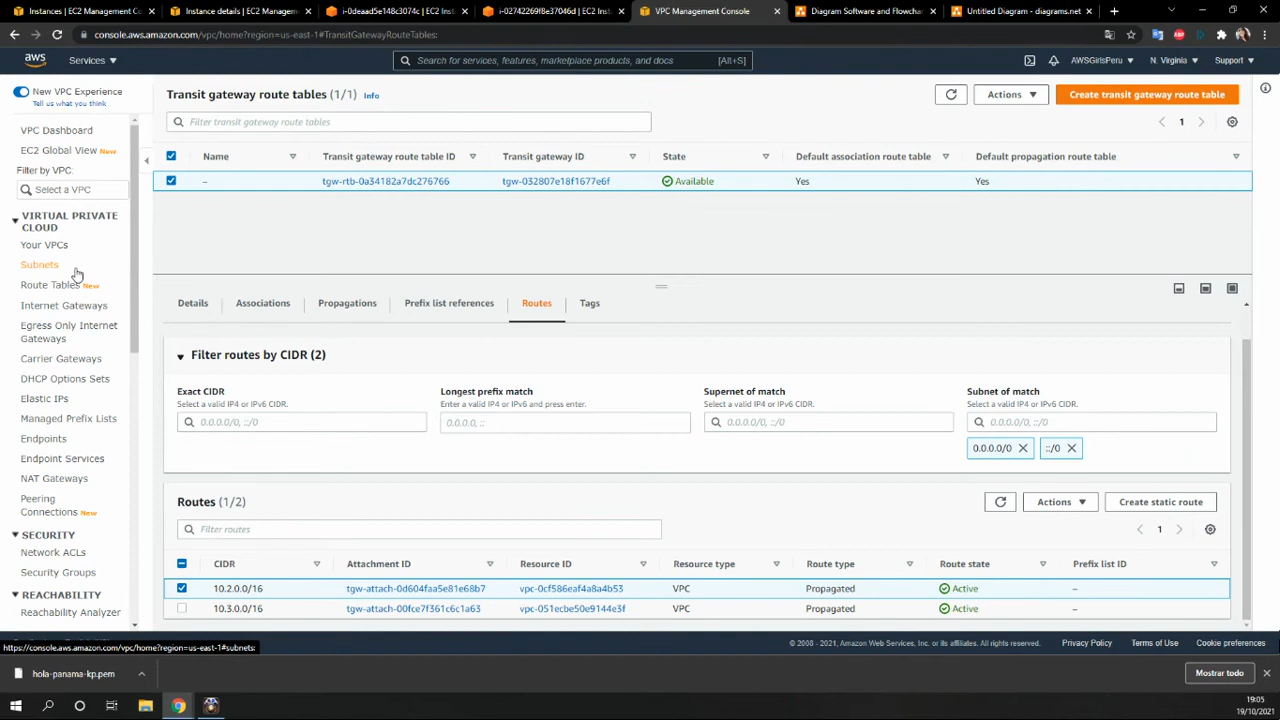 Instances | EC2 Management Co
Instance details | EC2 Managem
i-0deaad5e148c3074c | EC2 Inst
i-02742269f8e37046d | EC2 Inst
VPC Management Console
Diagram Software and Flowchar
Untitled Diagram - diagrams.net
console.aws.amazon.com/vpc/home?region=us-east-1#TransitGatewayRouteTables:
aws
Services
Search for services, features, marketplace products, and docs
[Alt+S]
AWSGirlsPeru
N. Virginia
Support
New VPC Experience
Tell us what you think
VPC Dashboard
EC2 Global View New
Filter by VPC:
Select a VPC
VIRTUAL PRIVATE
CLOUD
Your VPCs
Subnets
Route Tables New
Internet Gateways
Egress Only Internet
Gateways
Carrier Gateways
DHCP Options Sets
Elastic IPs
Managed Prefix Lists
Endpoints
Endpoint Services
NAT Gateways
Peering
Connections New
SECURITY
Network ACLs
Security Groups
REACHABILITY
Reachability Analyzer
Transit gateway route tables (1/1) Info
Actions
Create transit gateway route table
Filter transit gateway route tables
1
Name
Transit gateway route table ID
Transit gateway ID
State
Default association route table
Default propagation route table
–
tgw-rtb-0a34182a7dc276766
tgw-032807e18f1677e6f
Available
Yes
Yes
Details
Associations
Propagations
Prefix list references
Routes
Tags
Filter routes by CIDR (2)
Exact CIDR
Longest prefix match
Supernet of match
Subnet of match
Select a valid IP4 or IPv6 CIDR.
Enter a valid IP4 or IPv6 and press enter.
Select a valid IP4 or IPv6 CIDR.
Select a valid IP4 or IPv6 CIDR.
0.0.0.0/0, ::/0
0.0.0.0, ::
0.0.0.0/0, ::/0
0.0.0.0/0, ::/0
0.0.0.0/0
::/0
Routes (1/2)
Actions
Create static route
Filter routes
1
CIDR
Attachment ID
Resource ID
Resource type
Route type
Route state
Prefix list ID
10.2.0.0/16
tgw-attach-0d604faa5e81e68b7
vpc-0cf586eaf4a8a4b53
VPC
Propagated
Active
–
10.3.0.0/16
tgw-attach-00fce7f361c6c1a63
vpc-051ecbe50e9144e3f
VPC
Propagated
Active
–
https://console.aws.amazon.com/vpc/home?region=us-east-1#subnets:
© 2008 - 2021, Amazon Web Services, Inc. or its affiliates. All rights reserved.
Privacy Policy
Terms of Use
Cookie preferences
hola-panama-kp.pem
Mostrar todo
19:05
19/10/2021